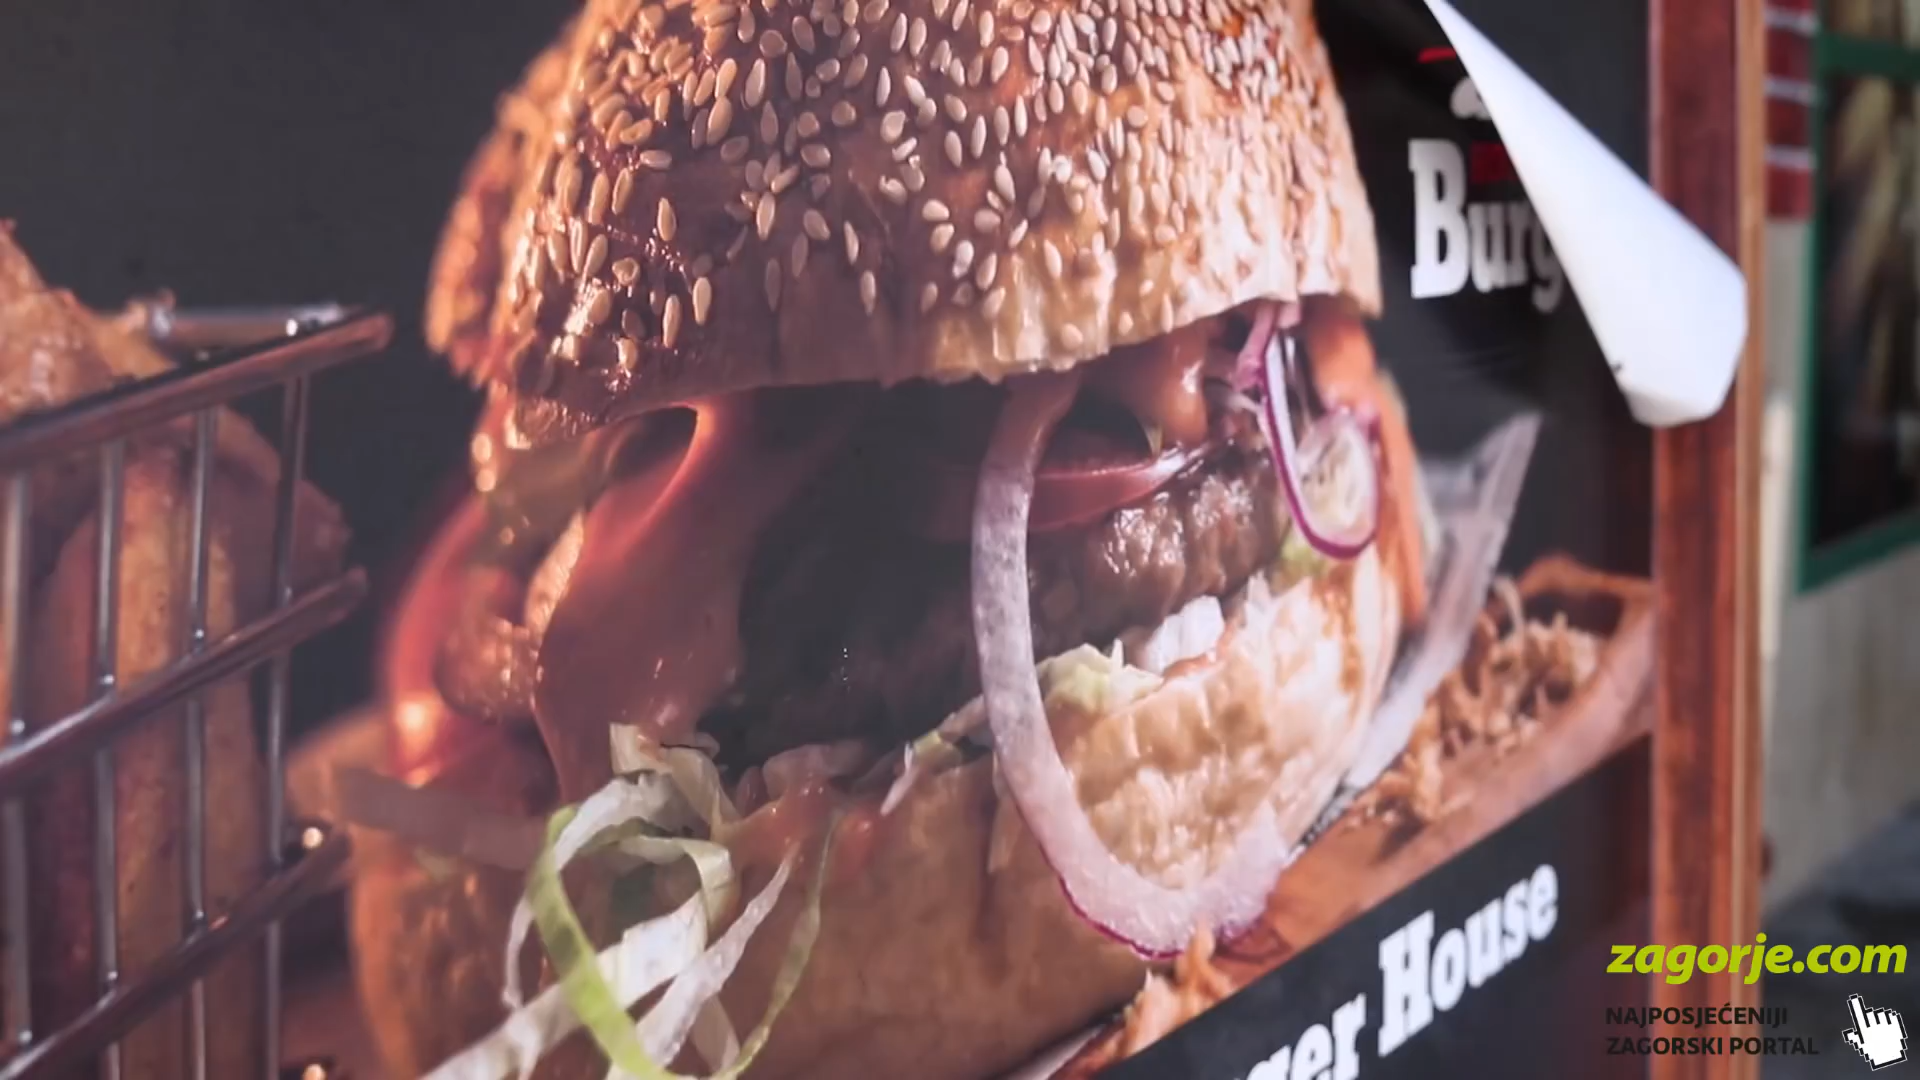 Burg
ger House
zagorje.com
NAJPOSJEĆENIJI
ZAGORSKI PORTAL